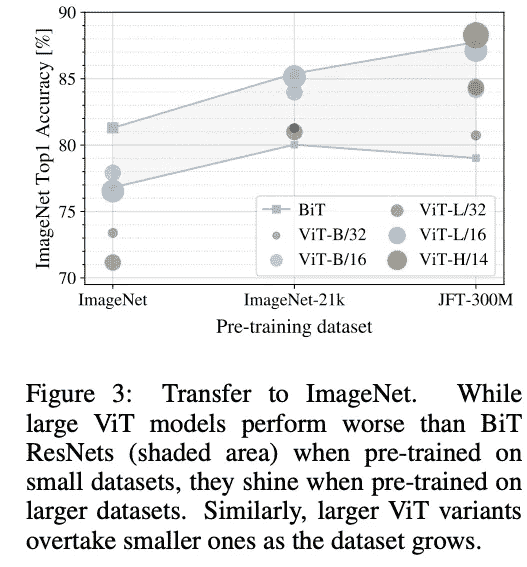 90
85
80
75
70
ImageNet Top1 Accuracy [%]
BiT
ViT-B/32
ViT-B/16
ViT-L/32
ViT-L/16
ViT-H/14
ImageNet
ImageNet-21k
JFT-300M
Pre-training dataset
Figure 3: Transfer to ImageNet. While
large ViT models perform worse than BiT
ResNets (shaded area) when pre-trained on
small datasets, they shine when pre-trained on
larger datasets. Similarly, larger ViT variants
overtake smaller ones as the dataset grows.